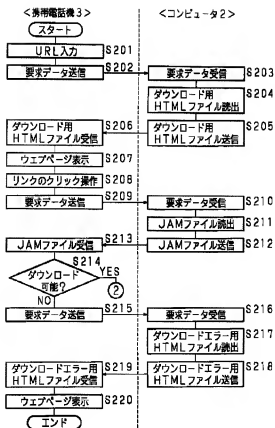 <携帯電話機3>
<コンピュータ2>
スタート
URL入力
S201
要求データ送信
S202
要求データ受信
S203
ダウンロード用
HTMLファイル読出
S204
ダウンロード用
HTMLファイル送信
S205
ダウンロード用
HTMLファイル受信
S206
ウェブページ表示
S207
リンクのクリック操作
S208
要求データ送信
S209
要求データ受信
S210
JAMファイル読出
S211
JAMファイル送信
S212
JAMファイル受信
S213
S214
ダウンロード
可能?
YES
2
NO
要求データ送信
S215
要求データ受信
S216
ダウンロードエラー用
HTMLファイル読出
S217
ダウンロードエラー用
HTMLファイル送信
S218
ダウンロードエラー用
HTMLファイル受信
S219
ウェブページ表示
S220
エンド